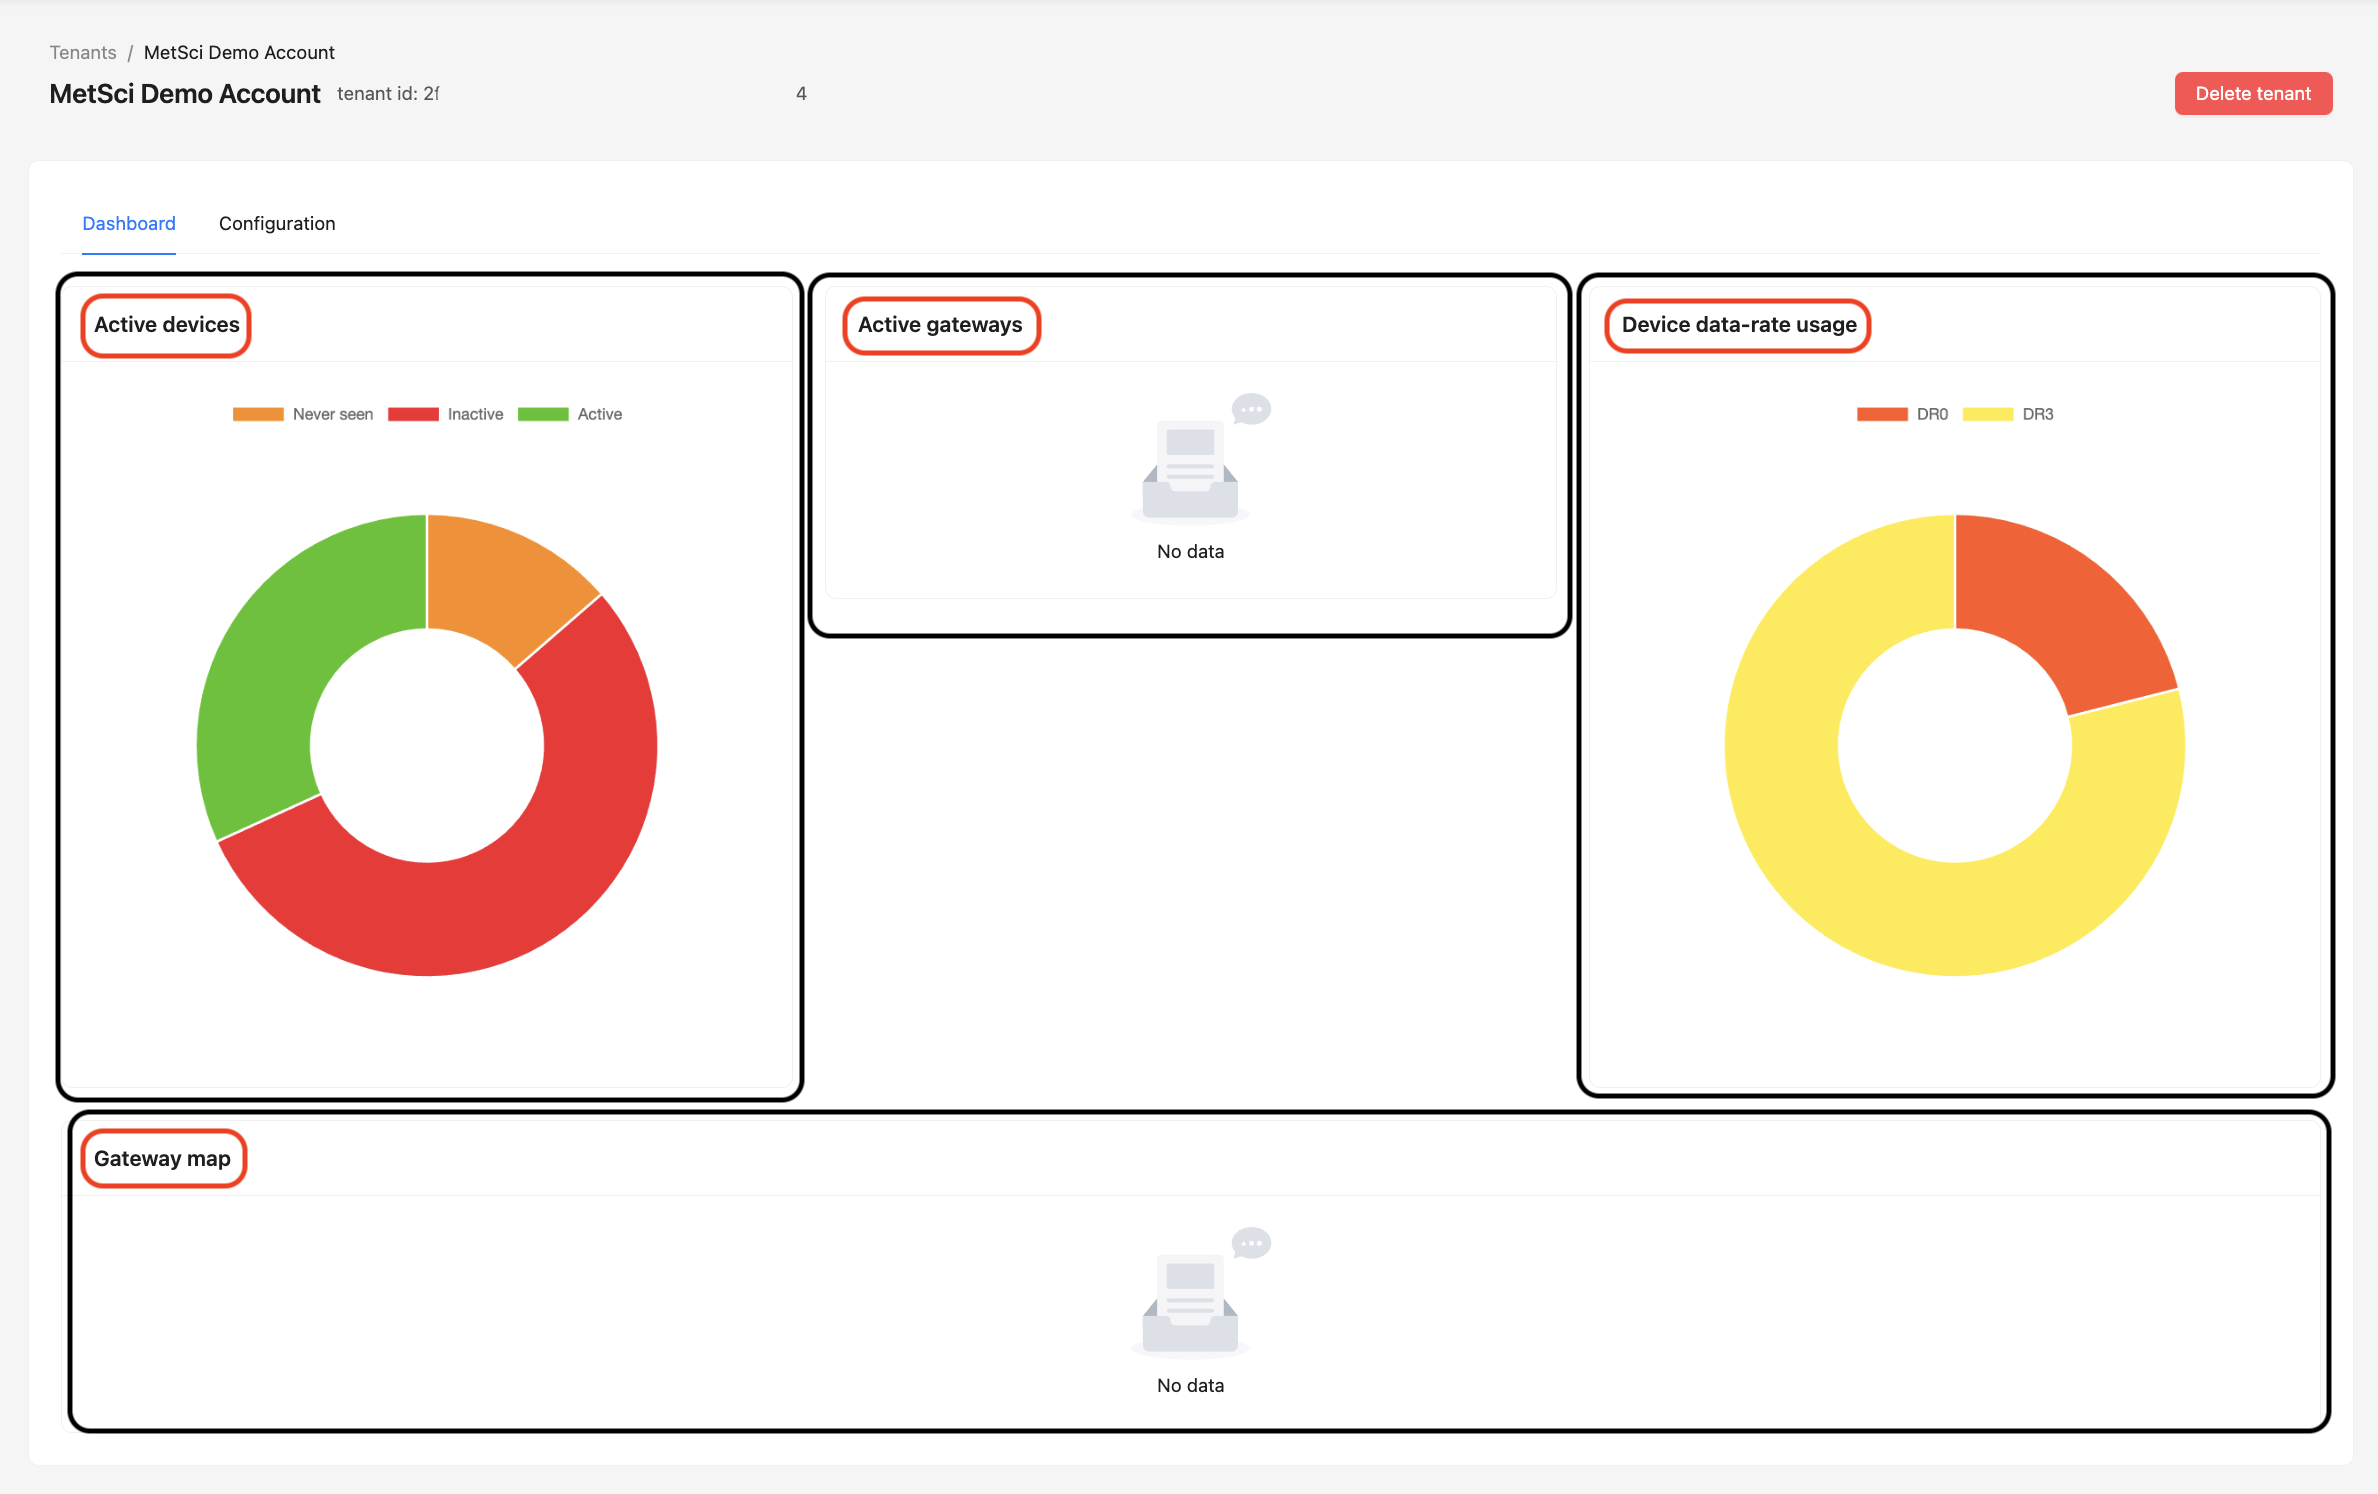 Tenants / MetSci Demo Account
MetSci Demo Account tenant id: 2f 4
Delete tenant
Dashboard Configuration
Active devices
Never seen Inactive Active
Active gateways
No data
Device data-rate usage
DR0 DR3
Gateway map
No data